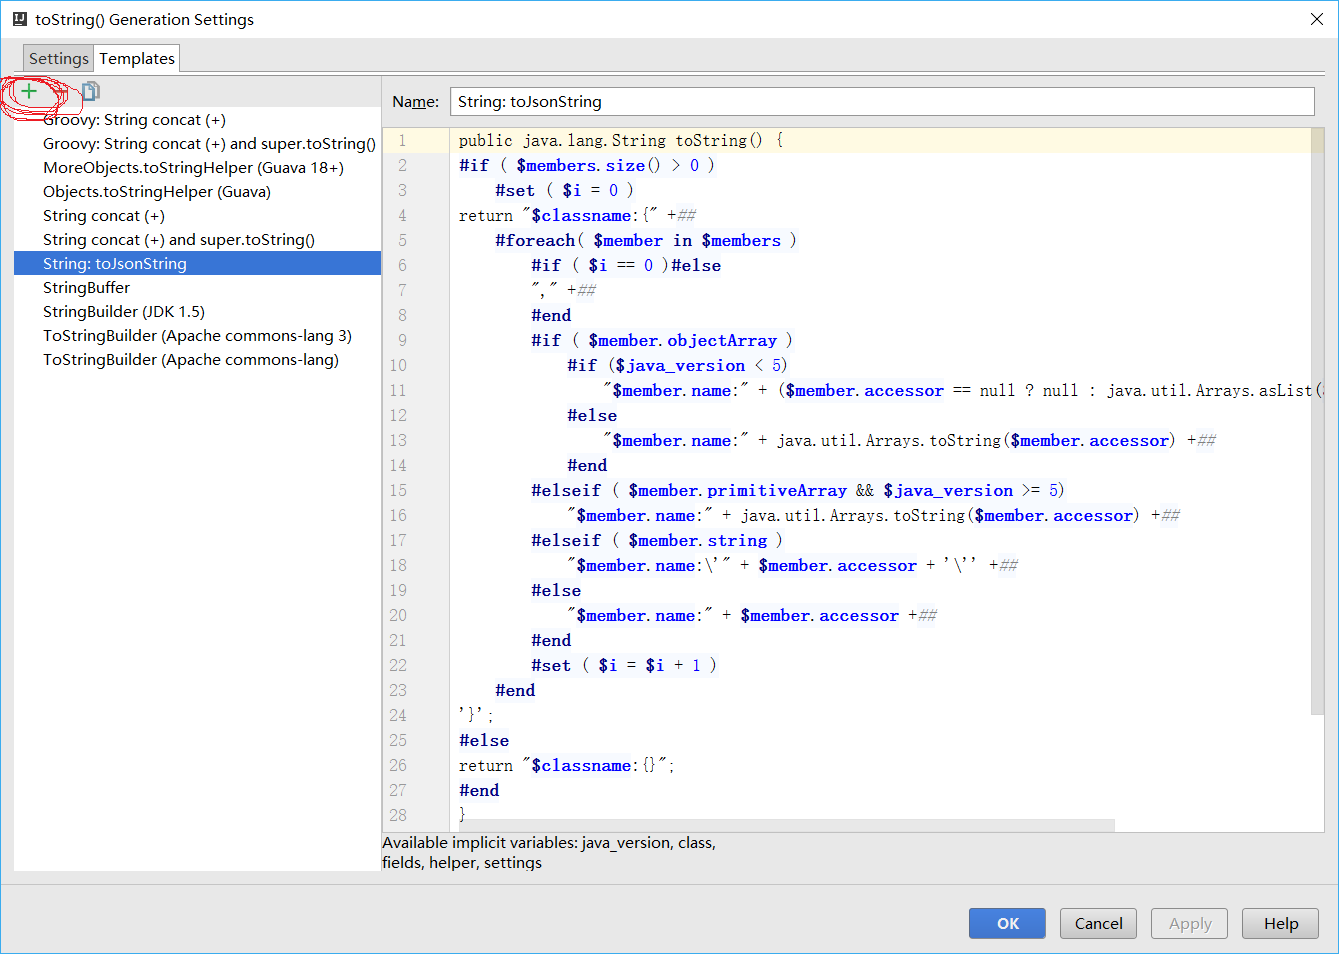 toString() Generation Settings
Settings
Templates
Groovy: String concat (+)
Groovy: String concat (+) and super.toString()
MoreObjects.toStringHelper (Guava 18+)
Objects.toStringHelper (Guava)
String concat (+)
String concat (+) and super.toString()
String: toJsonString
StringBuffer
StringBuilder (JDK 1.5)
ToStringBuilder (Apache commons-lang 3)
ToStringBuilder (Apache commons-lang)
Name: String: toJsonString
1 public java.lang.String toString() {
2 #if ( $members.size() > 0 )
3 #set ( $i = 0 )
4 return "$classname:{" +##
5 #foreach( $member in $members )
6 #if ( $i == 0 )#else
7 "," +##
8 #end
9 #if ( $member.objectArray )
10 #if ($java_version < 5)
11 "$member.name:" + ($member.accessor == null ? null : java.util.Arrays.asList(
12 #else
13 "$member.name:" + java.util.Arrays.toString($member.accessor) +##
14 #end
15 #elseif ( $member.primitiveArray && $java_version >= 5)
16 "$member.name:" + java.util.Arrays.toString($member.accessor) +##
17 #elseif ( $member.string )
18 "$member.name:\'" + $member.accessor + '\'' +##
19 #else
20 "$member.name:" + $member.accessor +##
21 #end
22 #set ( $i = $i + 1 )
23 #end
24 '}';
25 #else
26 return "$classname:{}";
27 #end
28 }
Available implicit variables: java_version, class,
fields, helper, settings
OK
Cancel
Apply
Help